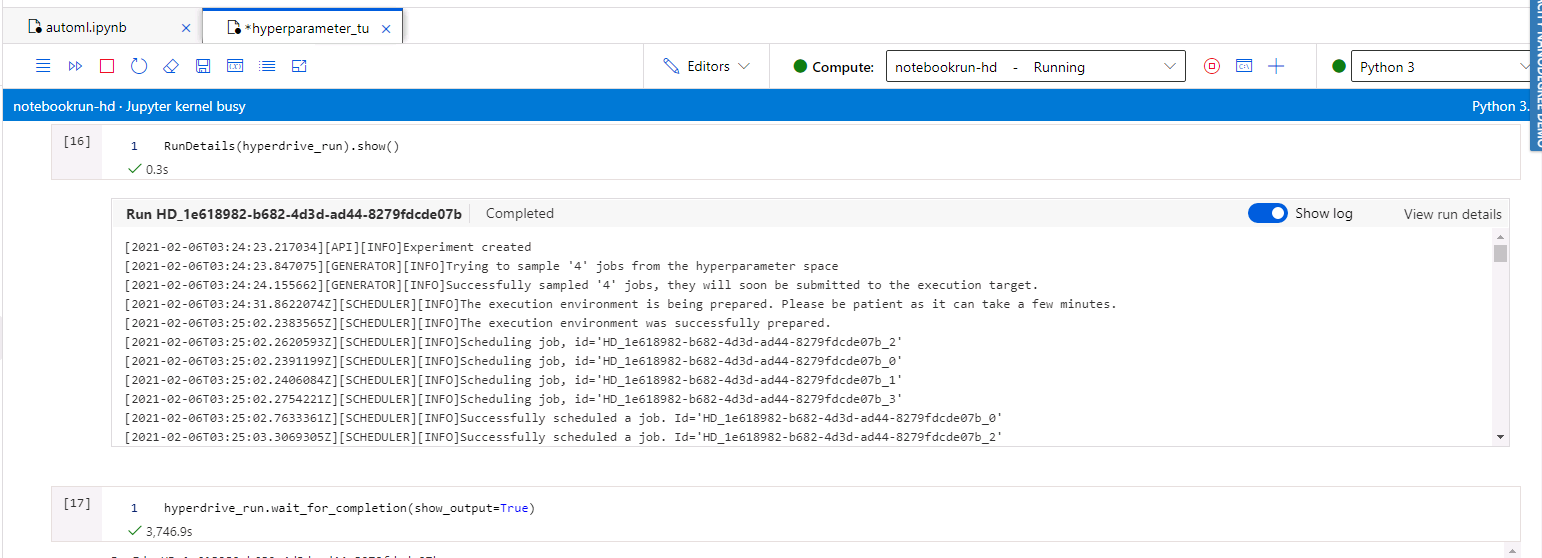 automl.ipynb
*hyperparameter_tu
Editors
Compute:
notebookrun-hd - Running
Python 3
notebookrun-hd · Jupyter kernel busy
Python 3.
[16]
1 RunDetails(hyperdrive_run).show()
0.3s
Run HD_1e618982-b682-4d3d-ad44-8279fdcde07b
Completed
Show log
View run details
[2021-02-06T03:24:23.217034][API][INFO]Experiment created
[2021-02-06T03:24:23.847075][GENERATOR][INFO]Trying to sample '4' jobs from the hyperparameter space
[2021-02-06T03:24:24.155662][GENERATOR][INFO]Successfully sampled '4' jobs, they will soon be submitted to the execution target.
[2021-02-06T03:24:31.8622074Z][SCHEDULER][INFO]The execution environment is being prepared. Please be patient as it can take a few minutes.
[2021-02-06T03:25:02.2383565Z][SCHEDULER][INFO]The execution environment was successfully prepared.
[2021-02-06T03:25:02.2620593Z][SCHEDULER][INFO]Scheduling job, id='HD_1e618982-b682-4d3d-ad44-8279fdcde07b_2'
[2021-02-06T03:25:02.2391199Z][SCHEDULER][INFO]Scheduling job, id='HD_1e618982-b682-4d3d-ad44-8279fdcde07b_0'
[2021-02-06T03:25:02.2406084Z][SCHEDULER][INFO]Scheduling job, id='HD_1e618982-b682-4d3d-ad44-8279fdcde07b_1'
[2021-02-06T03:25:02.2754221Z][SCHEDULER][INFO]Scheduling job, id='HD_1e618982-b682-4d3d-ad44-8279fdcde07b_3'
[2021-02-06T03:25:02.7633361Z][SCHEDULER][INFO]Successfully scheduled a job. Id='HD_1e618982-b682-4d3d-ad44-8279fdcde07b_0'
[2021-02-06T03:25:03.3069305Z][SCHEDULER][INFO]Successfully scheduled a job. Id='HD_1e618982-b682-4d3d-ad44-8279fdcde07b_2'
[17]
1 hyperdrive_run.wait_for_completion(show_output=True)
3,746.9s